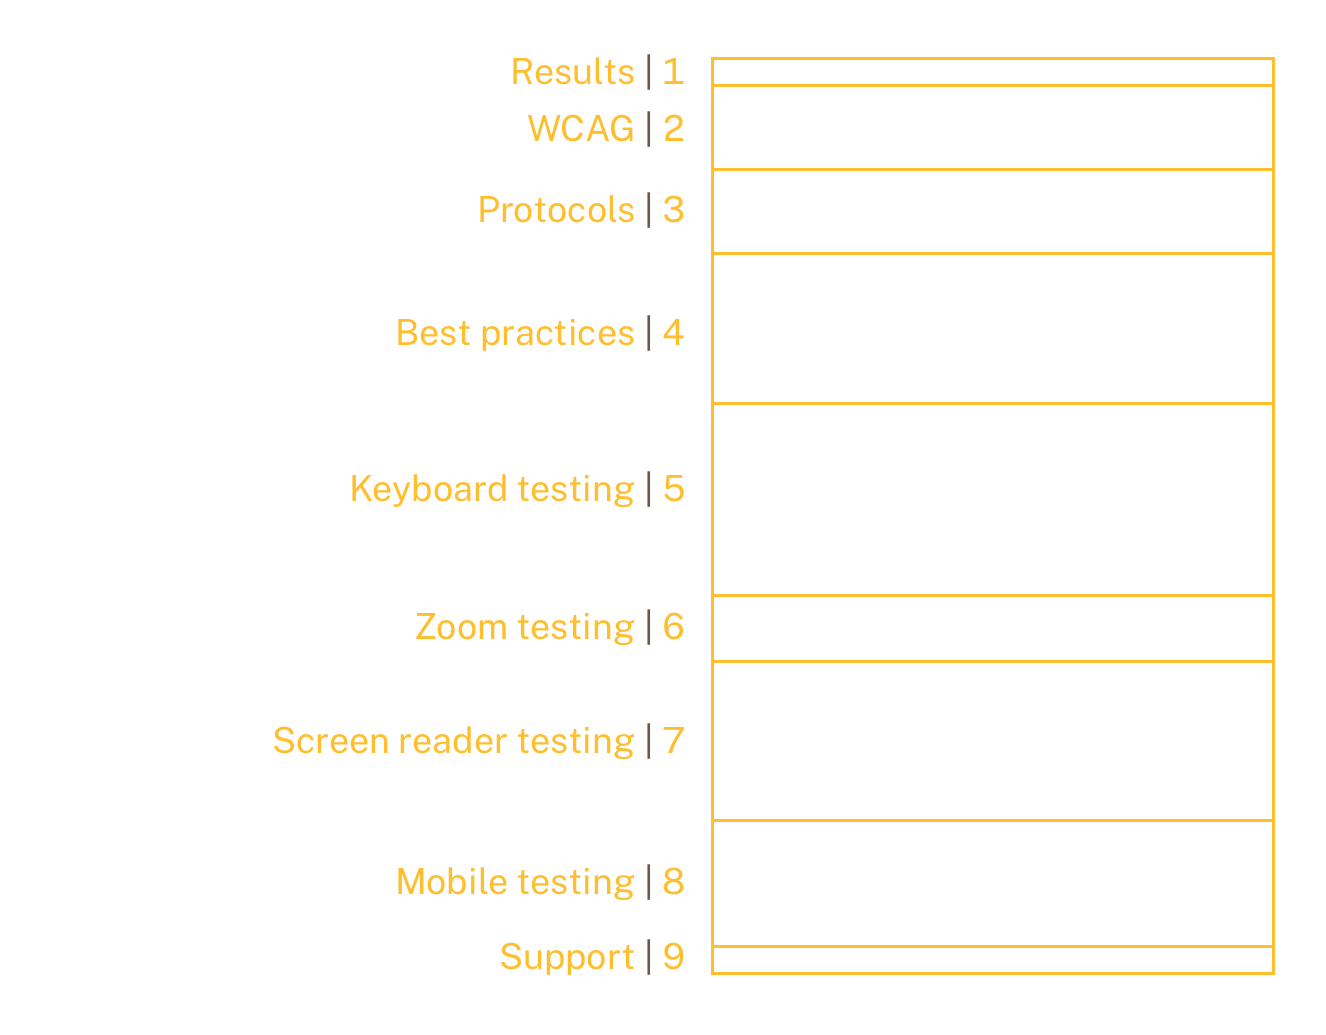 Results | 1
WCAG | 2
Protocols | 3
Best practices | 4
Keyboard testing | 5
Zoom testing | 6
Screen reader testing | 7
Mobile testing | 8
Support | 9